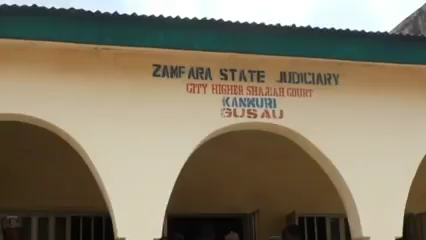 ZAMFARA STATE JUDICIARY
CITY HIGHER SHARIAH COURT
KANKURI
GUSAU